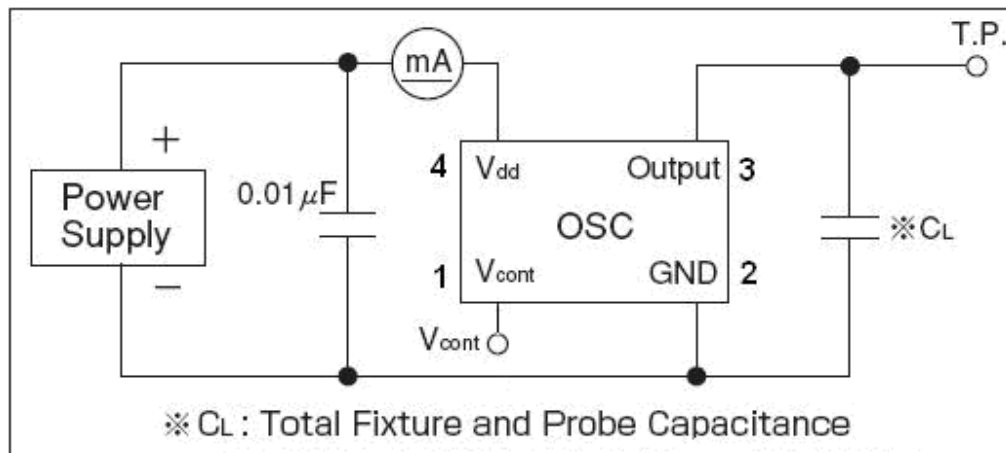 T.P.
mA
+
4 Vdd Output 3
Power
Supply
0.01μF
OSC
※CL
1 Vcont GND 2
−
Vcont
※CL : Total Fixture and Probe Capacitance